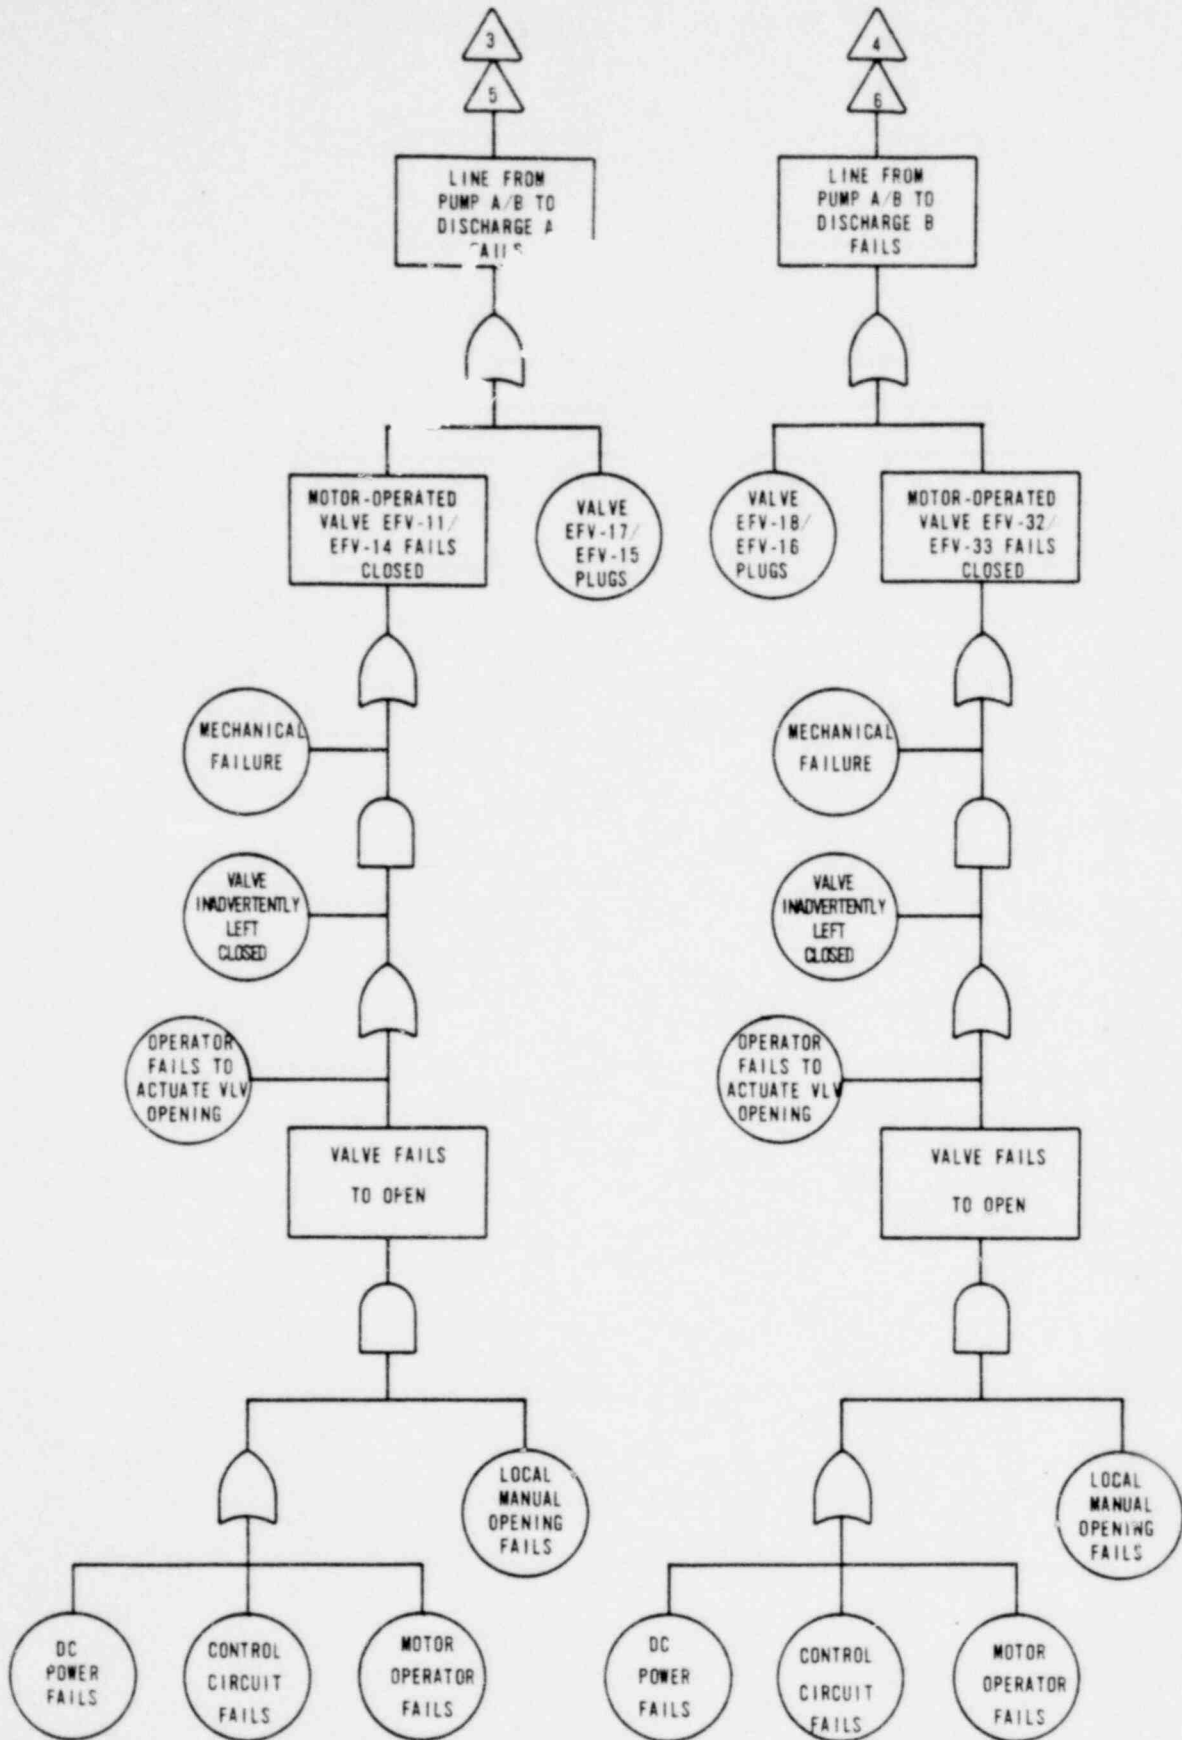 3
4
5
6
LINE FROM
PUMP A/B TO
DISCHARGE A
FAILS
LINE FROM
PUMP A/B TO
DISCHARGE B
FAILS
MOTOR-OPERATED
VALVE EFV-11/
EFV-14 FAILS
CLOSED
VALVE
EFV-17/
EFV-15
PLUGS
VALVE
EFV-18/
EFV-16
PLUGS
MOTOR-OPERATED
VALVE EFV-32/
EFV-33 FAILS
CLOSED
MECHANICAL
FAILURE
MECHANICAL
FAILURE
VALVE
INADVERTENTLY
LEFT
CLOSED
VALVE
INADVERTENTLY
LEFT
CLOSED
OPERATOR
FAILS TO
ACTUATE VLV
OPENING
OPERATOR
FAILS TO
ACTUATE VLV
OPENING
VALVE FAILS
TO OPEN
VALVE FAILS
TO OPEN
LOCAL
MANUAL
OPENING
FAILS
LOCAL
MANUAL
OPENING
FAILS
DC
POWER
FAILS
CONTROL
CIRCUIT
FAILS
MOTOR
OPERATOR
FAILS
DC
POWER
FAILS
CONTROL
CIRCUIT
FAILS
MOTOR
OPERATOR
FAILS